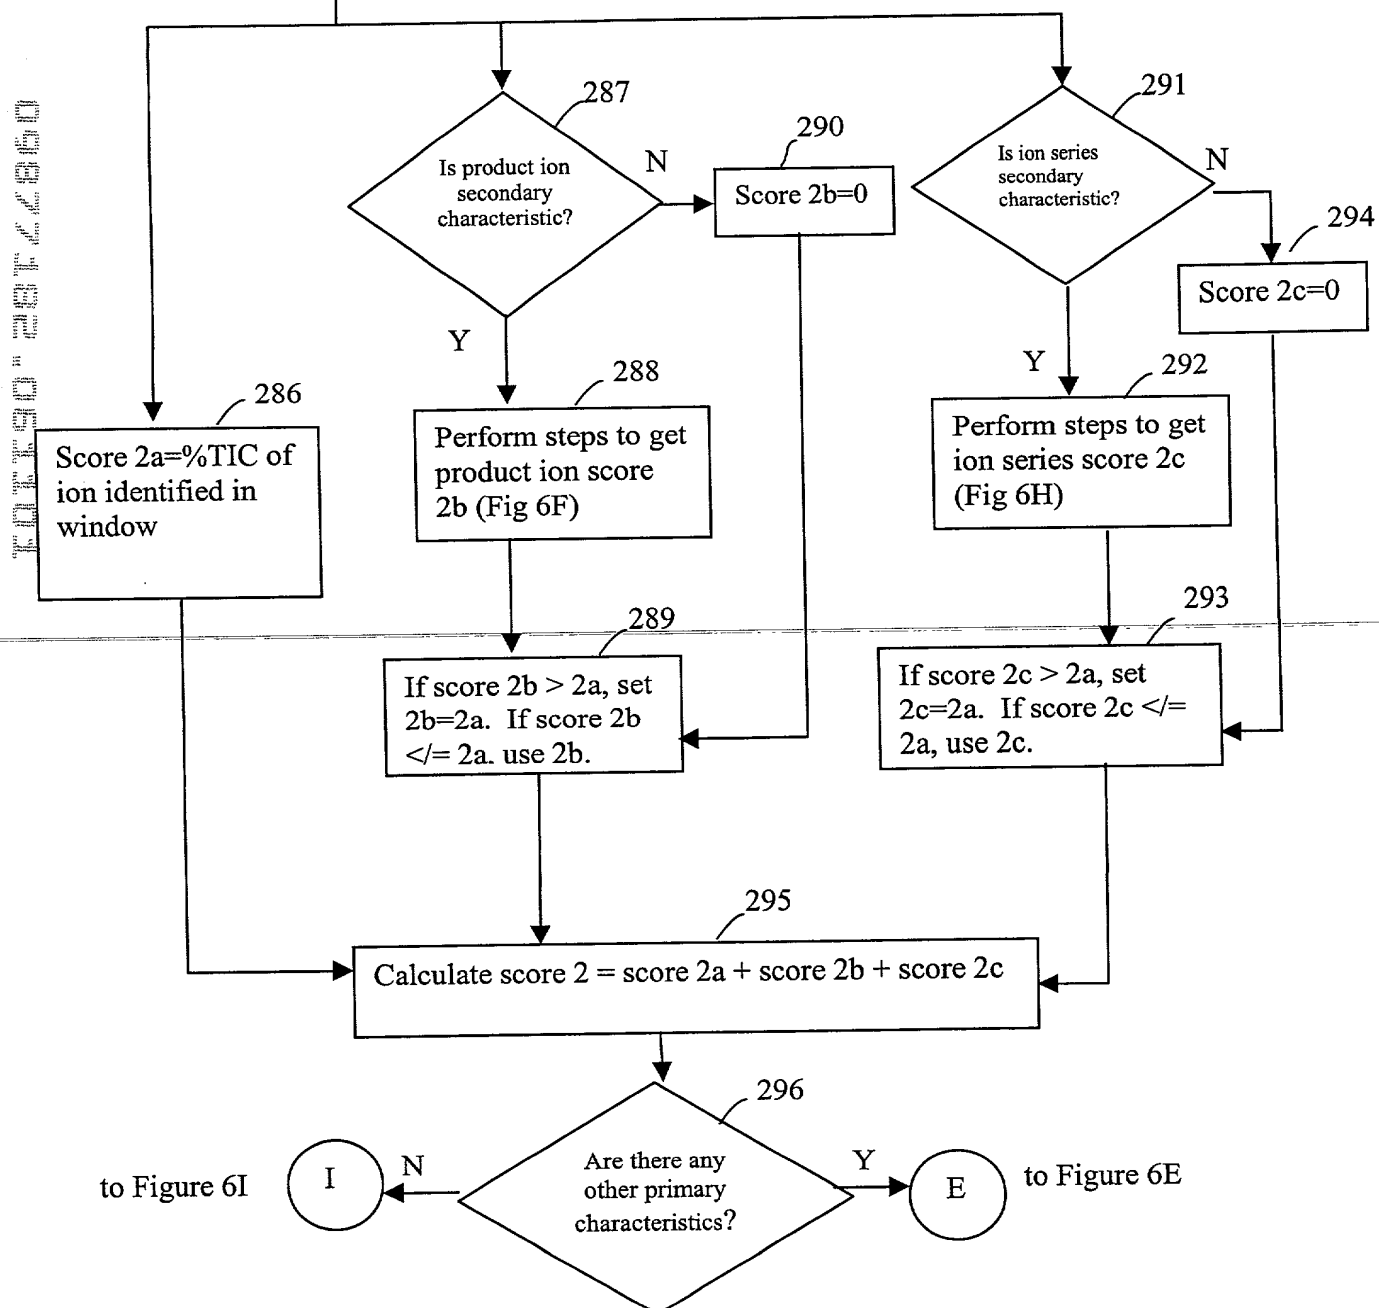 287
Is product ion
secondary
characteristic?
N
290
Score 2b=0
291
Is ion series
secondary
characteristic?
N
294
Score 2c=0
Y
Y
286
Score 2a=%TIC of
ion identified in
window
288
Perform steps to get
product ion score
2b (Fig 6F)
292
Perform steps to get
ion series score 2c
(Fig 6H)
289
If score 2b > 2a, set
2b=2a. If score 2b
</= 2a. use 2b.
293
If score 2c > 2a, set
2c=2a. If score 2c </=
2a, use 2c.
295
Calculate score 2 = score 2a + score 2b + score 2c
296
Are there any
other primary
characteristics?
N
I
to Figure 6I
Y
E
to Figure 6E